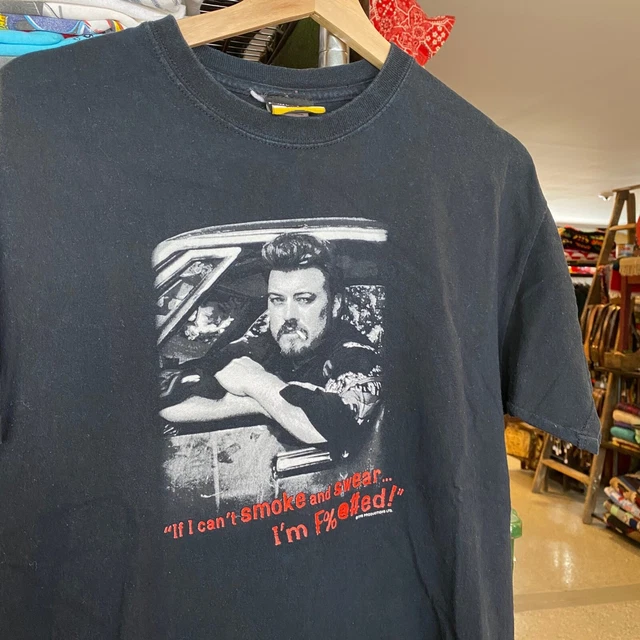 "If I can't smoke and swear...
I'm F%@#ed!"